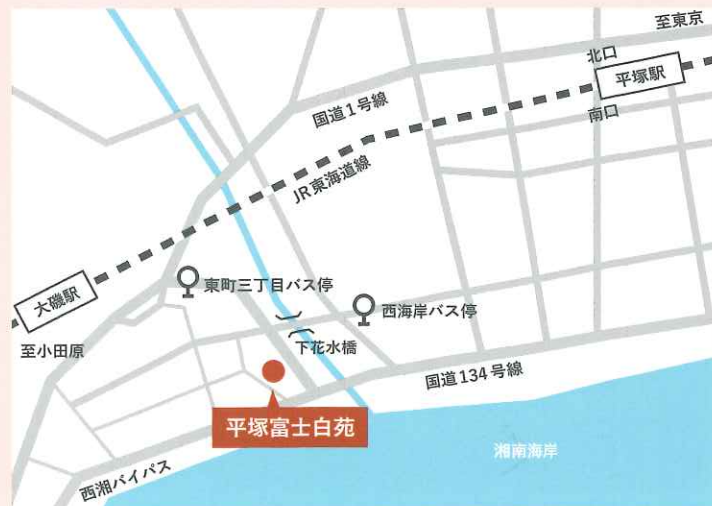 至東京
北口
平塚駅
南口
国道1号線
JR東海道線
大磯駅
東町三丁目バス停
西海岸バス停
至小田原
下花水橋
国道134号線
平塚富士白苑
湘南海岸
西湘バイパス